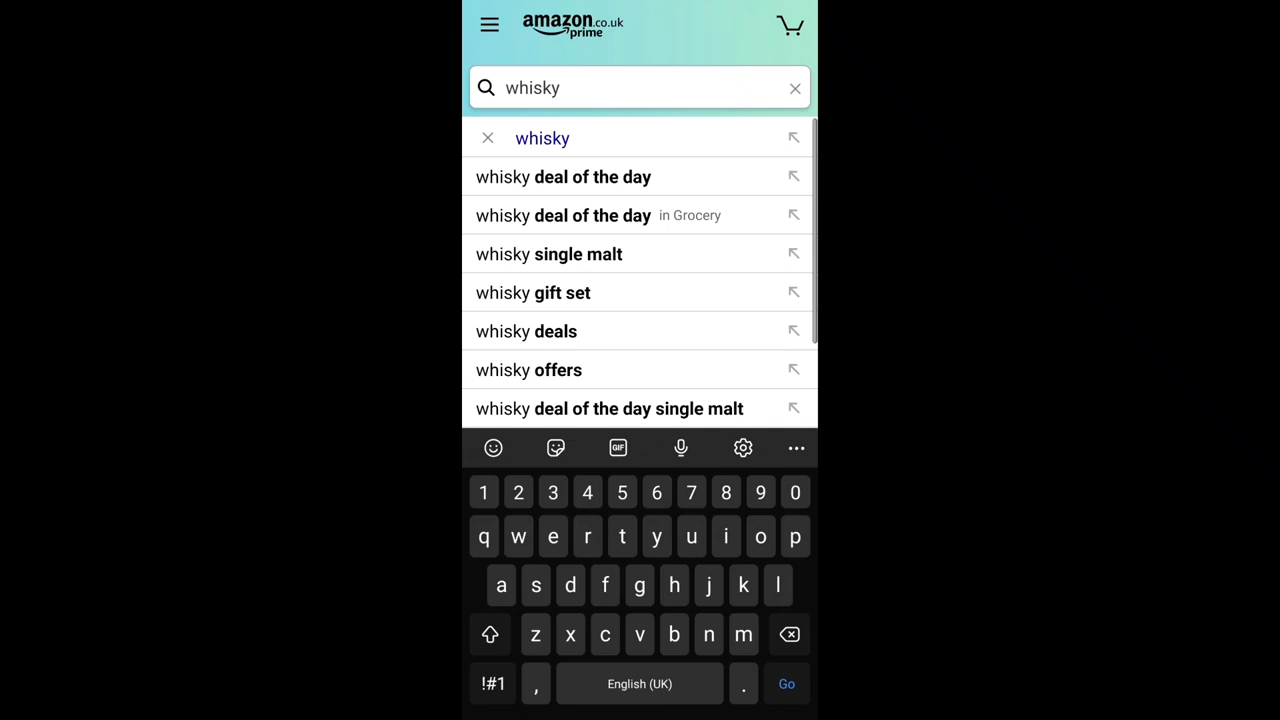 amazon.co.uk
prime
whisky
whisky
whisky deal of the day
whisky deal of the day in Grocery
whisky single malt
whisky gift set
whisky deals
whisky offers
whisky deal of the day single malt
GIF
1 2 3 4 5 6 7 8 9 0
q w e r t y u i o p
a s d f g h j k l
z x c v b n m
!#1 , English (UK) . Go